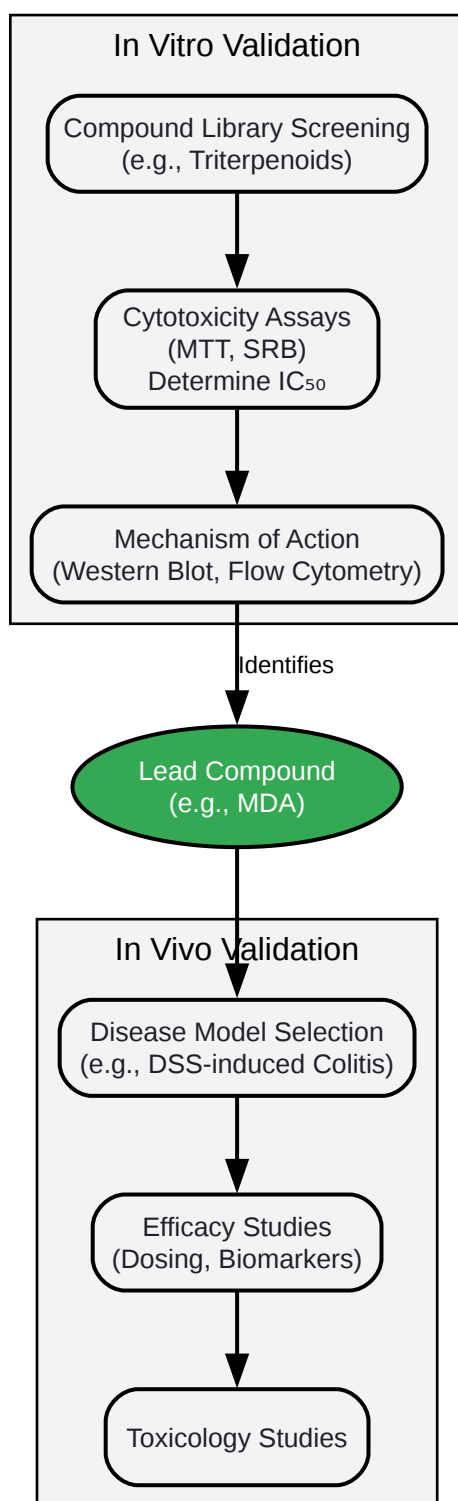 In Vitro Validation
Compound Library Screening
(e.g., Triterpenoids)
Cytotoxicity Assays
(MTT, SRB)
Determine IC₅₀
Mechanism of Action
(Western Blot, Flow Cytometry)
Identifies
Lead Compound
(e.g., MDA)
In Vivo Validation
Disease Model Selection
(e.g., DSS-induced Colitis)
Efficacy Studies
(Dosing, Biomarkers)
Toxicology Studies